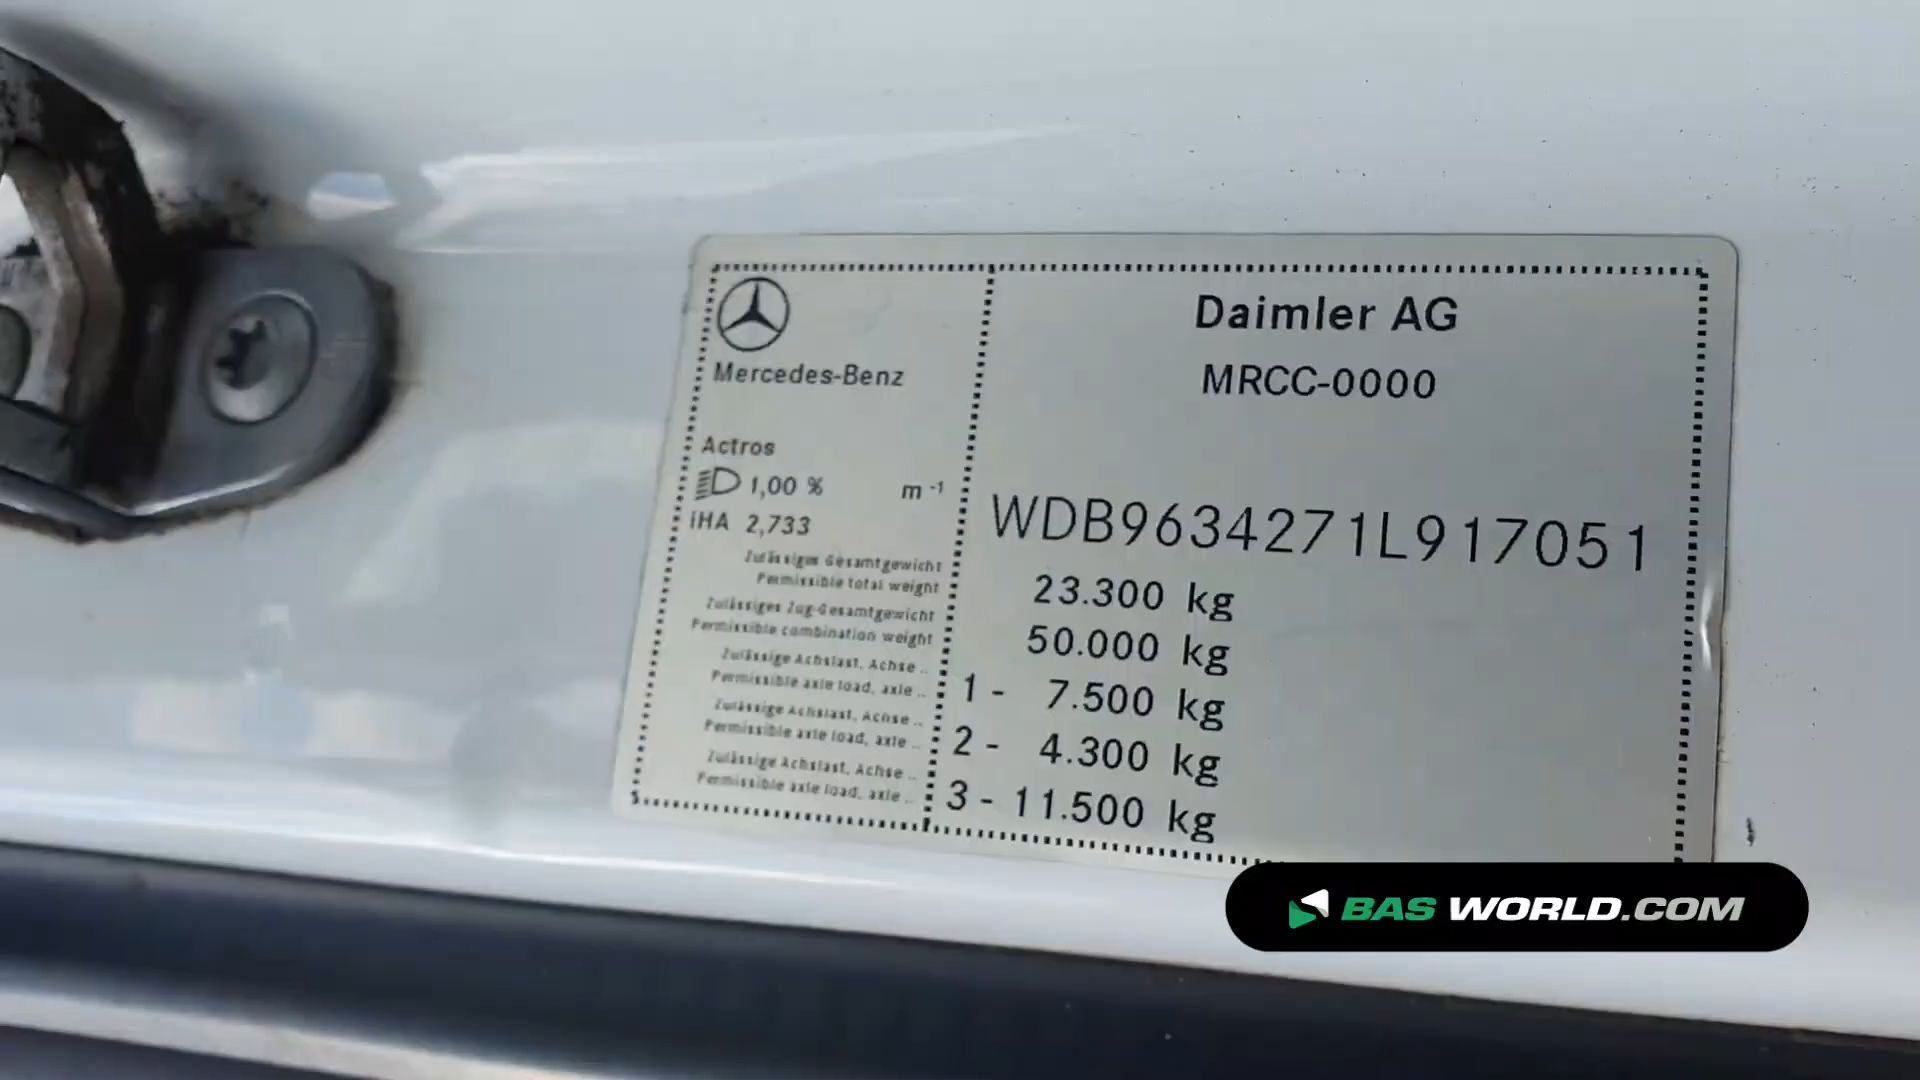 Mercedes-Benz
Actros
1,00 % m⁻¹
iHA 2,733
Zulässiges Gesamtgewicht
Permissible total weight
Zulässiges Zug-Gesamtgewicht
Permissible combination weight
Zulässige Achslast, Achse ..
Permissible axle load, axle ..
Zulässige Achslast, Achse ..
Permissible axle load, axle ..
Zulässige Achslast, Achse ..
Permissible axle load, axle ..
Daimler AG
MRCC-0000
WDB9634271L917051
23.300 kg
50.000 kg
1 - 7.500 kg
2 - 4.300 kg
3 - 11.500 kg
BAS WORLD.COM